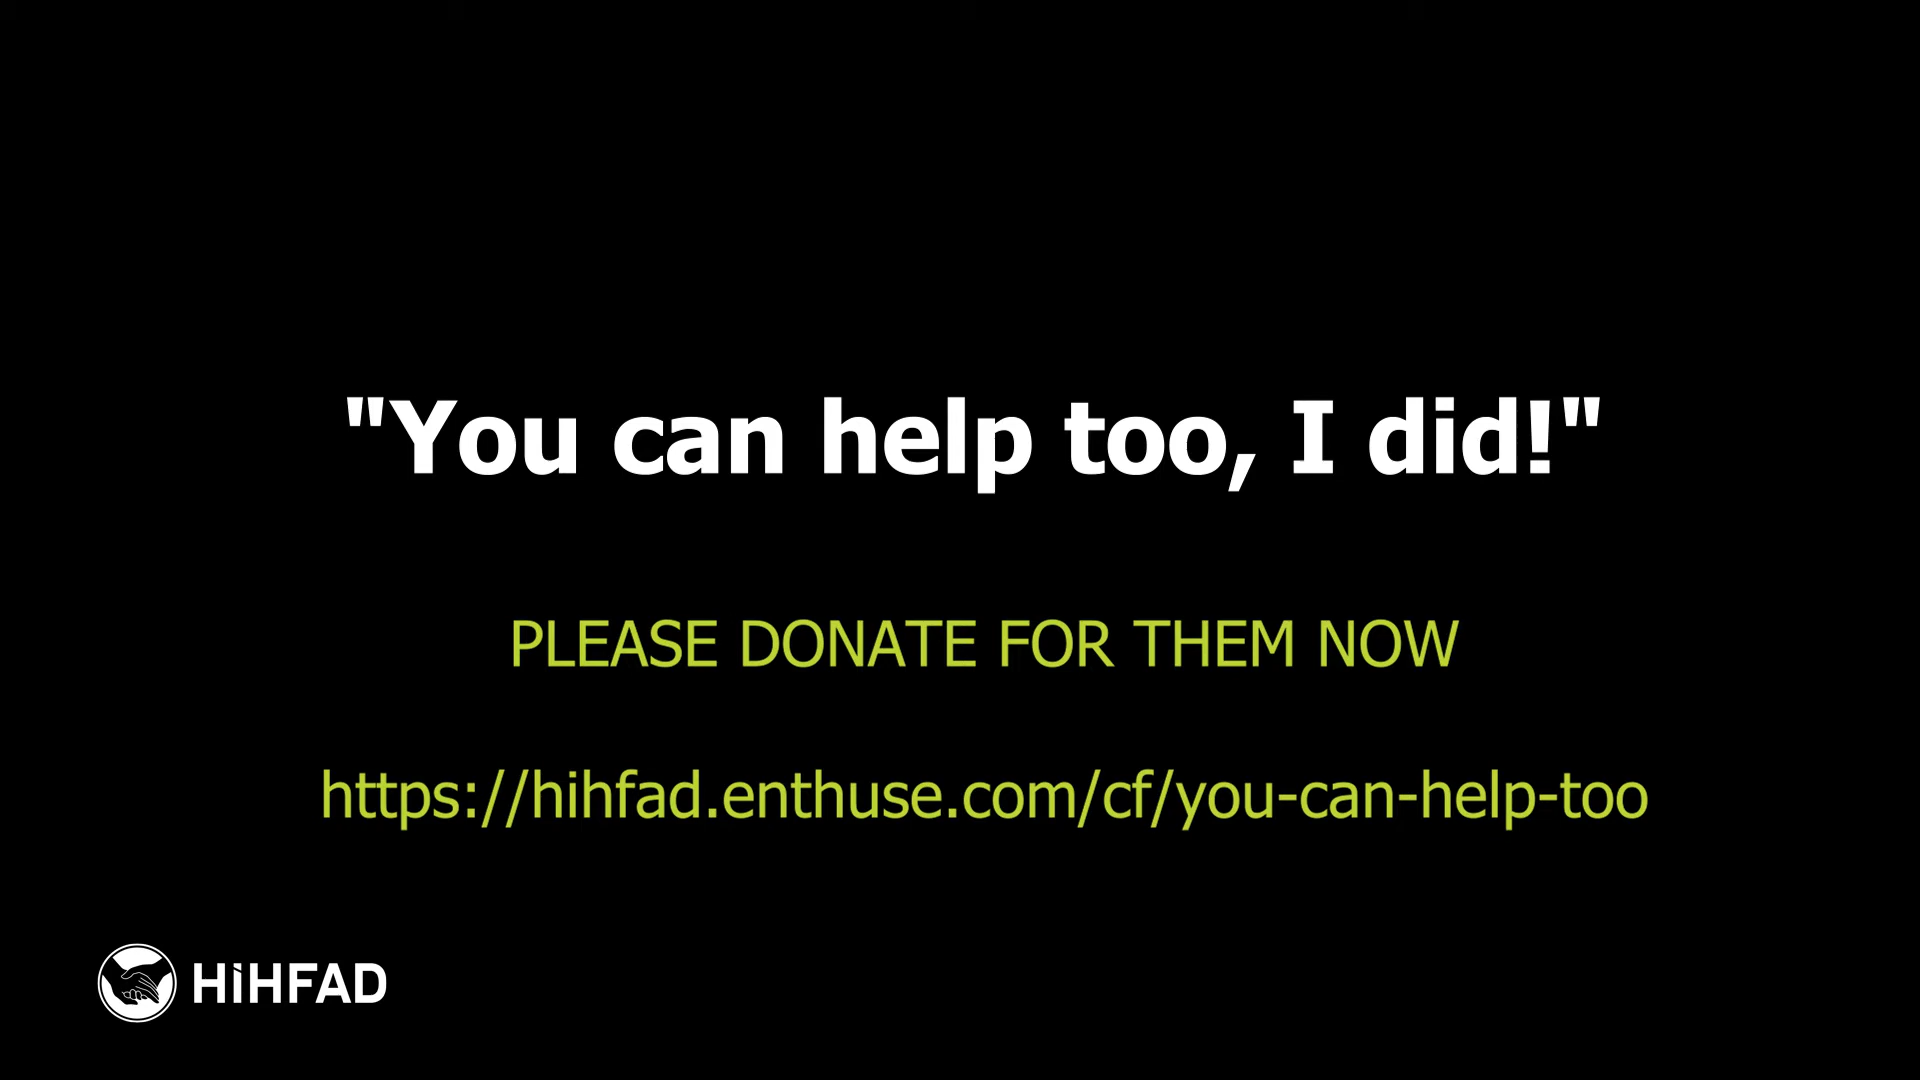 "You can help too, I did!"
PLEASE DONATE FOR THEM NOW
https://hihfad.enthuse.com/cf/you-can-help-too
HiHFAD